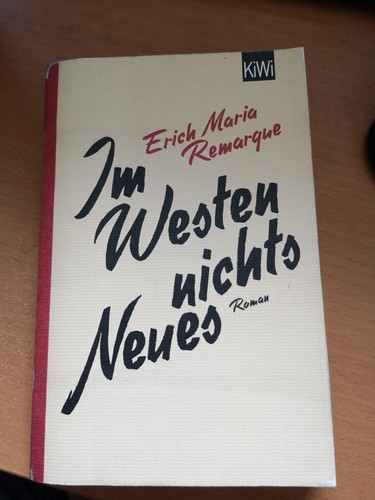 KiWi
Erich Maria
Remarque
Im
Westen
nichts
Neues
Roman